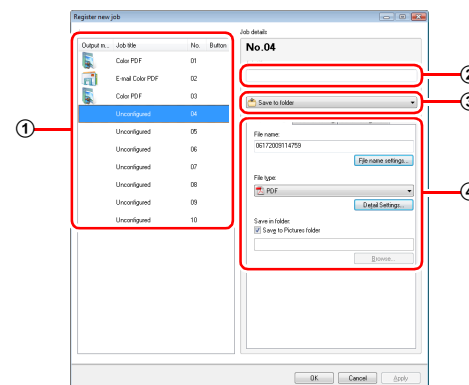 Register new job
Job details
Output m... Job title No. Button
Color PDF 01
E-mail Color PDF 02
Color PDF 03
Unconfigured 04
Unconfigured 05
Unconfigured 06
Unconfigured 07
Unconfigured 08
Unconfigured 09
Unconfigured 10
No.04
Save to folder
File name:
06172009114759
File name settings...
File type:
PDF
Detail Settings...
Save in folder:
Save to Pictures folder
Browse...
OK Cancel Apply
1
2
3
4